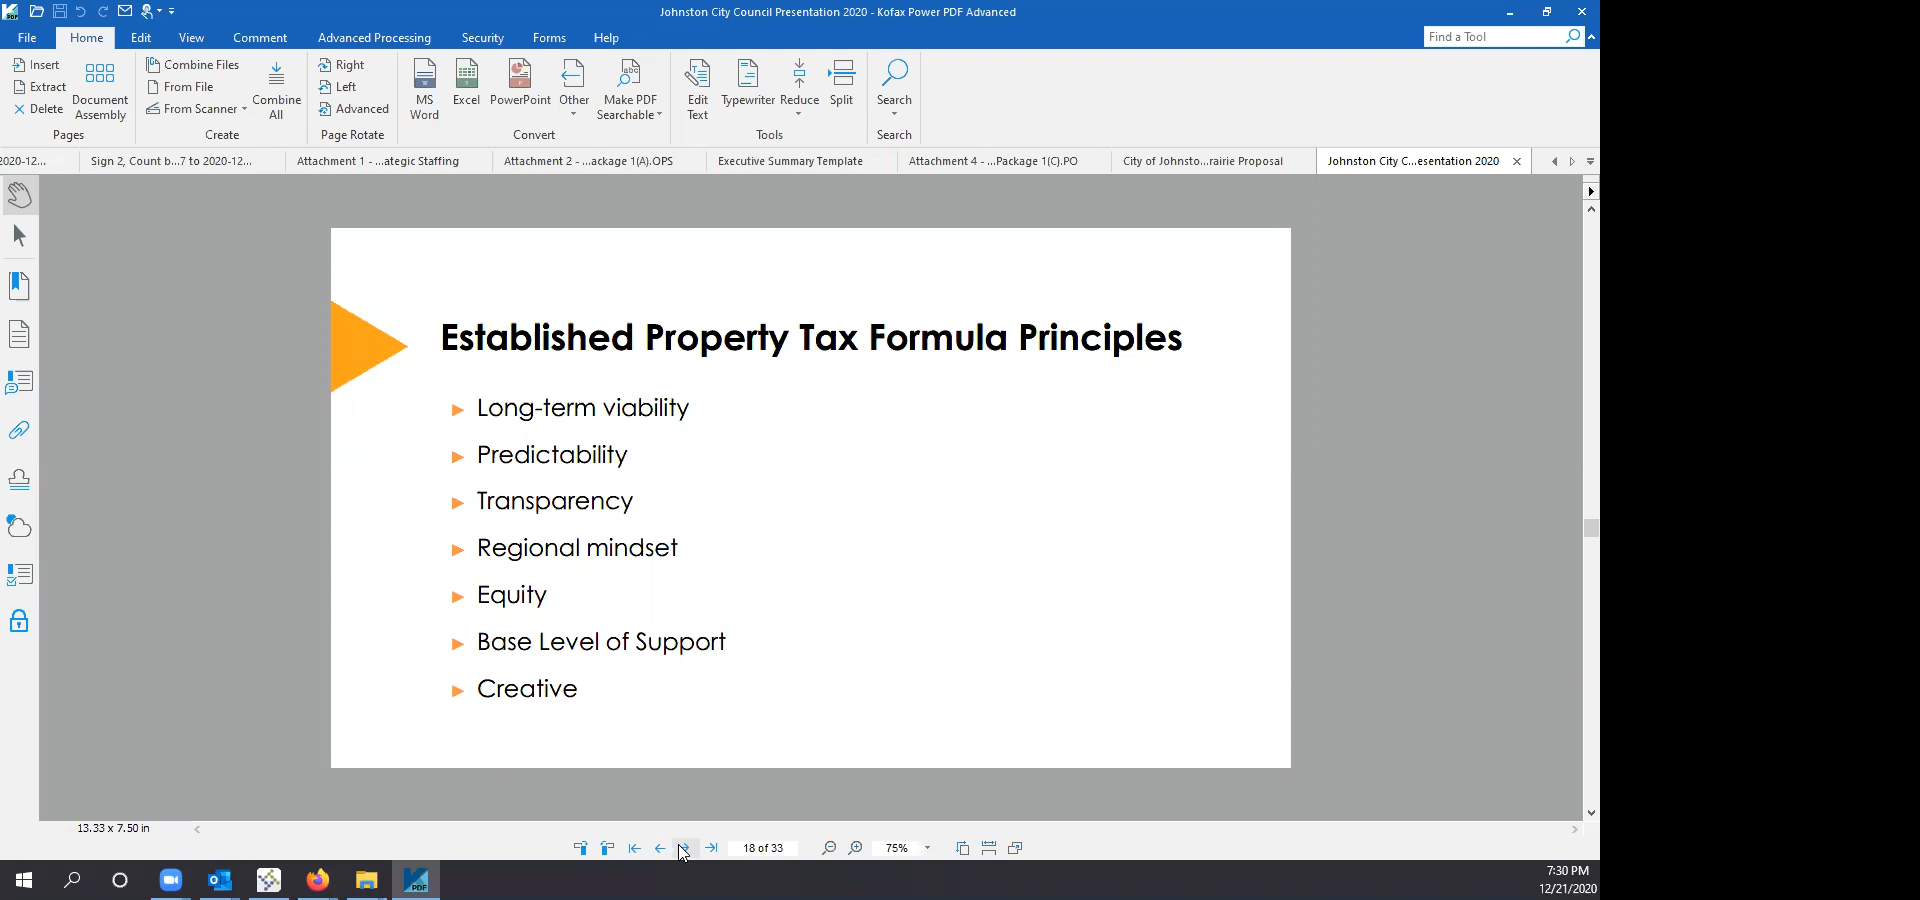 Johnston City Council Presentation 2020 - Kofax Power PDF Advanced
File Home Edit View Comment Advanced Processing Security Forms Help Find a Tool
Insert
Extract
Delete
Document
Assembly
Pages
Combine Files
From File
From Scanner
Combine
All
Create
Right
Left
Advanced
Page Rotate
MS
Word
Excel
PowerPoint
Other
Make PDF
Searchable
Convert
Edit
Text
Typewriter
Reduce
Split
Tools
Search
Search
2020-12... Sign 2, Count b...7 to 2020-12... Attachment 1 - ...ategic Staffing Attachment 2 - ...ackage 1(A).OPS Executive Summary Template Attachment 4 - ...Package 1(C).PO City of Johnsto...rairie Proposal Johnston City C...esentation 2020
Established Property Tax Formula Principles
Long-term viability
Predictability
Transparency
Regional mindset
Equity
Base Level of Support
Creative
13.33 x 7.50 in
18 of 33 75%
PDF
7:30 PM
12/21/2020